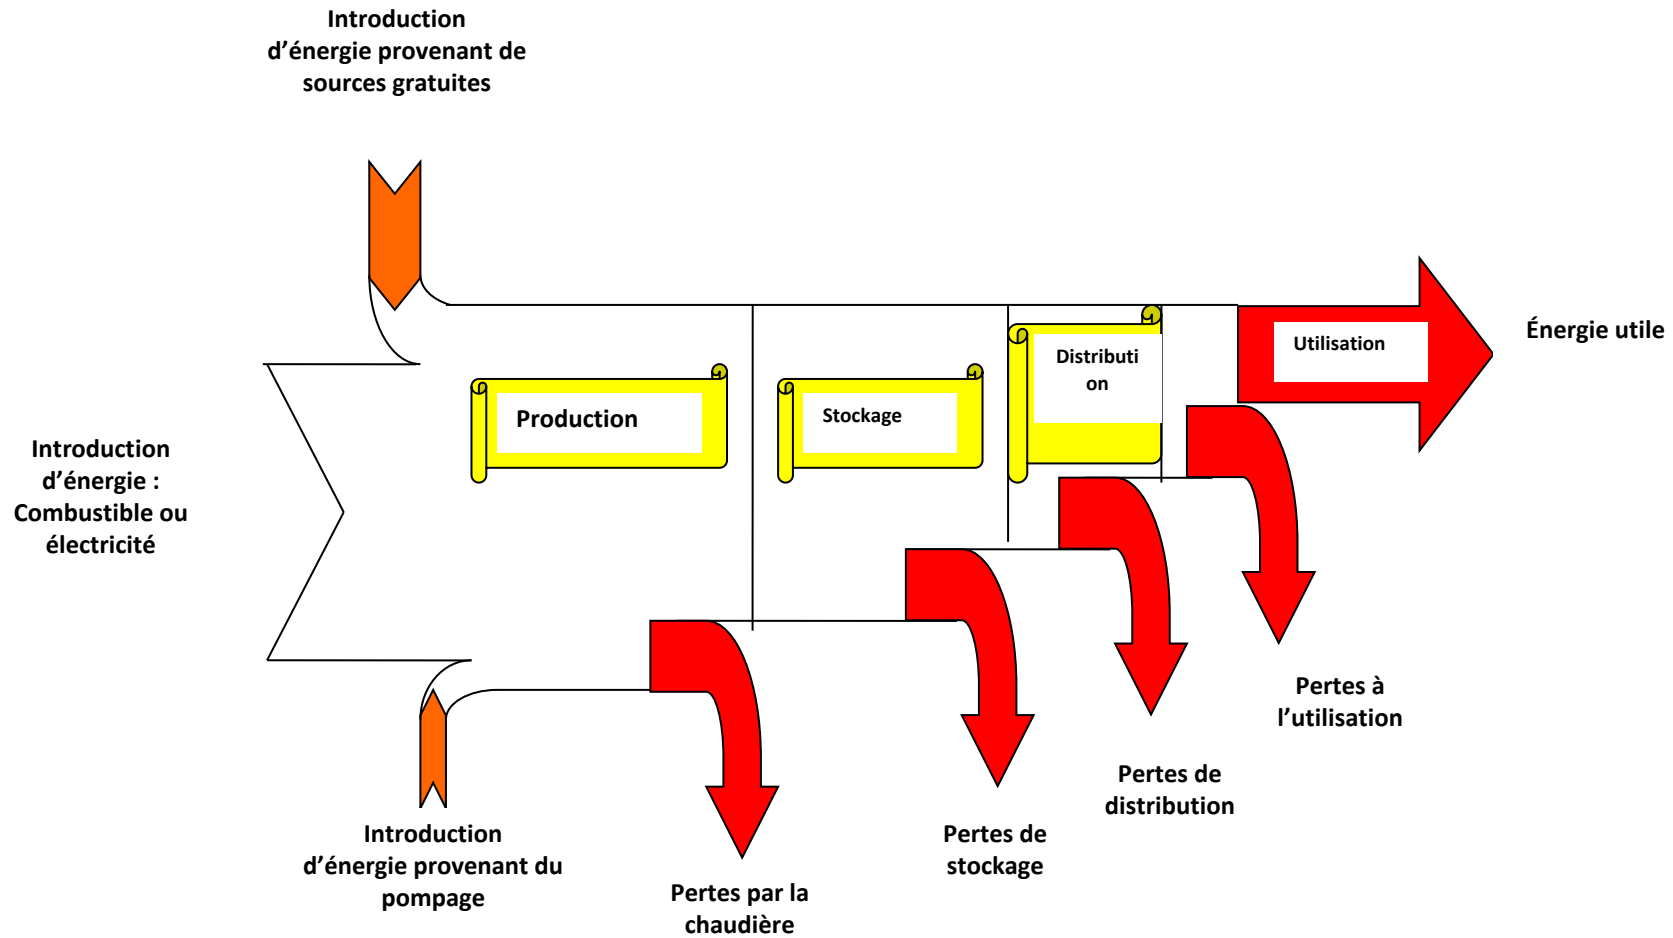 Introduction
d’énergie provenant de
sources gratuites
Énergie utile
Utilisation
Distributi
on
Production
Stockage
Introduction
d’énergie :
Combustible ou
électricité
Pertes à
l’utilisation
Pertes de
distribution
Introduction
d’énergie provenant du
pompage
Pertes de
stockage
Pertes par la
chaudière